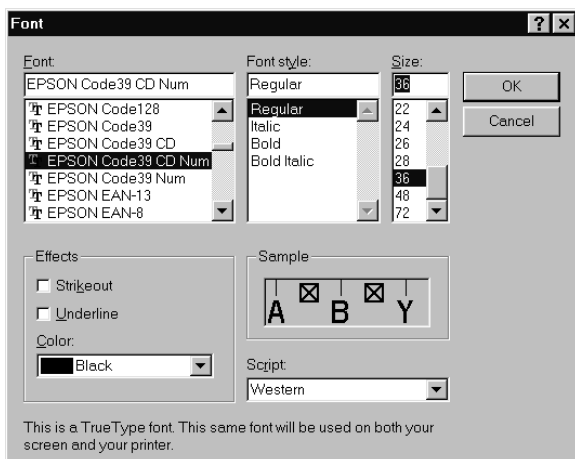 Font
Font: Font style: Size:
EPSON Code39 CD Num Regular 36 OK
EPSON Code128 Regular 22 Cancel
EPSON Code39 Italic 24
EPSON Code39 CD Bold 26
EPSON Code39 CD Num Bold Italic 28
EPSON Code39 Num 36
EPSON EAN-13 48
EPSON EAN-8 72
Effects Sample
Strikeout
Underline
A B Y
Color:
Black
Script:
Western
This is a TrueType font. This same font will be used on both your
screen and your printer.